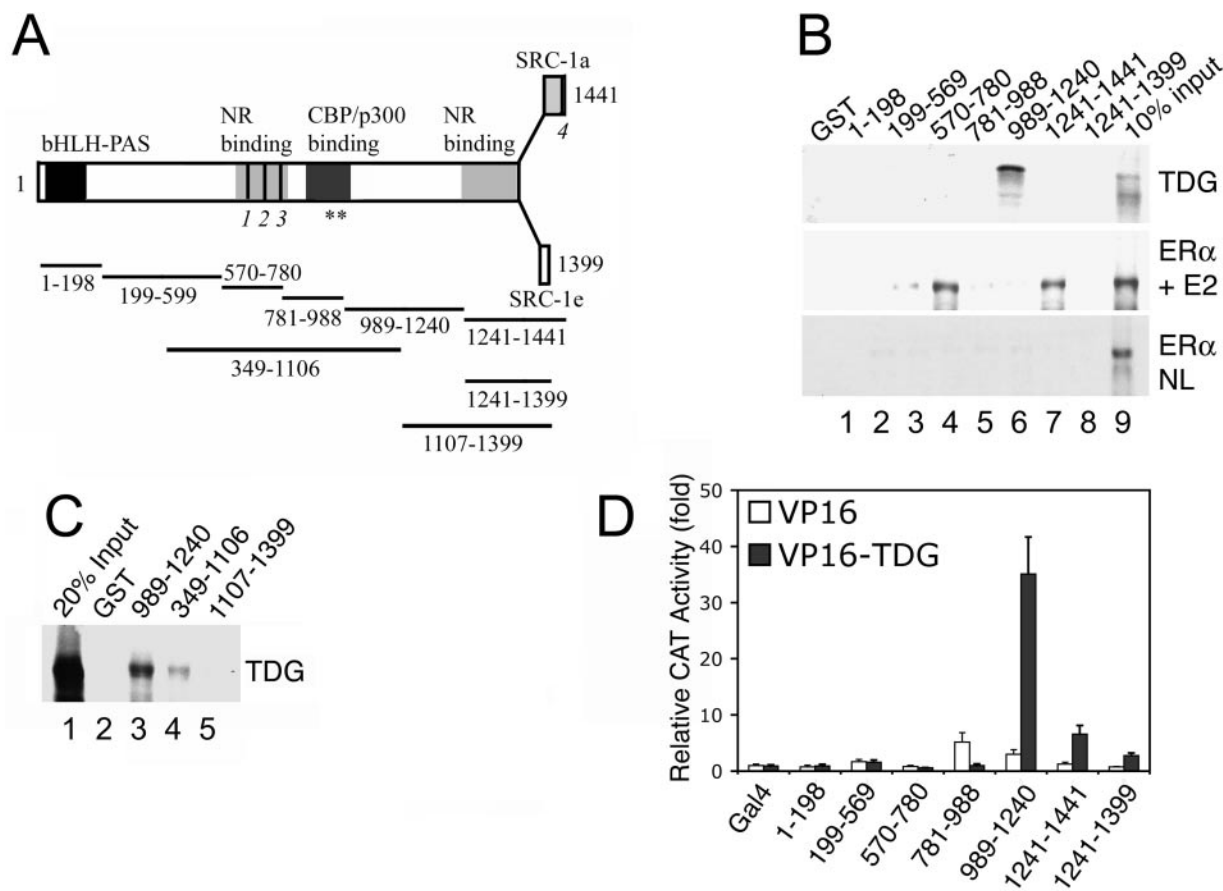 A
SRC-1a
1441
4
bHLH-PAS
NR
binding
CBP/p300
binding
NR
binding
1
1 2 3
**
1399
SRC-1e
1-198
199-599
570-780
781-988
989-1240
1241-1441
349-1106
1241-1399
1107-1399
B
GST
1-198
199-569
570-780
781-988
989-1240
1241-1441
1241-1399
10% input
TDG
ERα
+ E2
ERα
NL
1 2 3 4 5 6 7 8 9
C
20% Input
GST
989-1240
349-1106
1107-1399
TDG
1 2 3 4 5
D
Relative CAT Activity (fold)
50
40
30
20
10
0
VP16
VP16-TDG
Gal4
1-198
199-569
570-780
781-988
989-1240
1241-1441
1241-1399